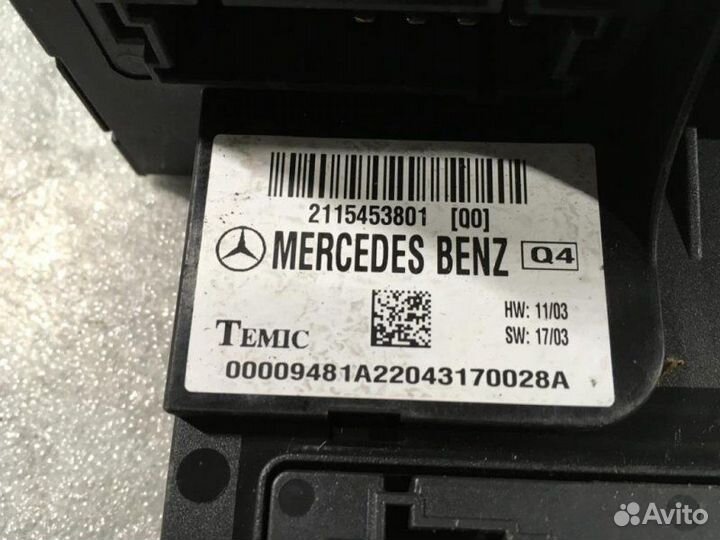 2115453801 [Q0]
MERCEDES BENZ Q4
HW: 11/03
TEMIC
SW: 17/03
00009481A22043170028A
Avito